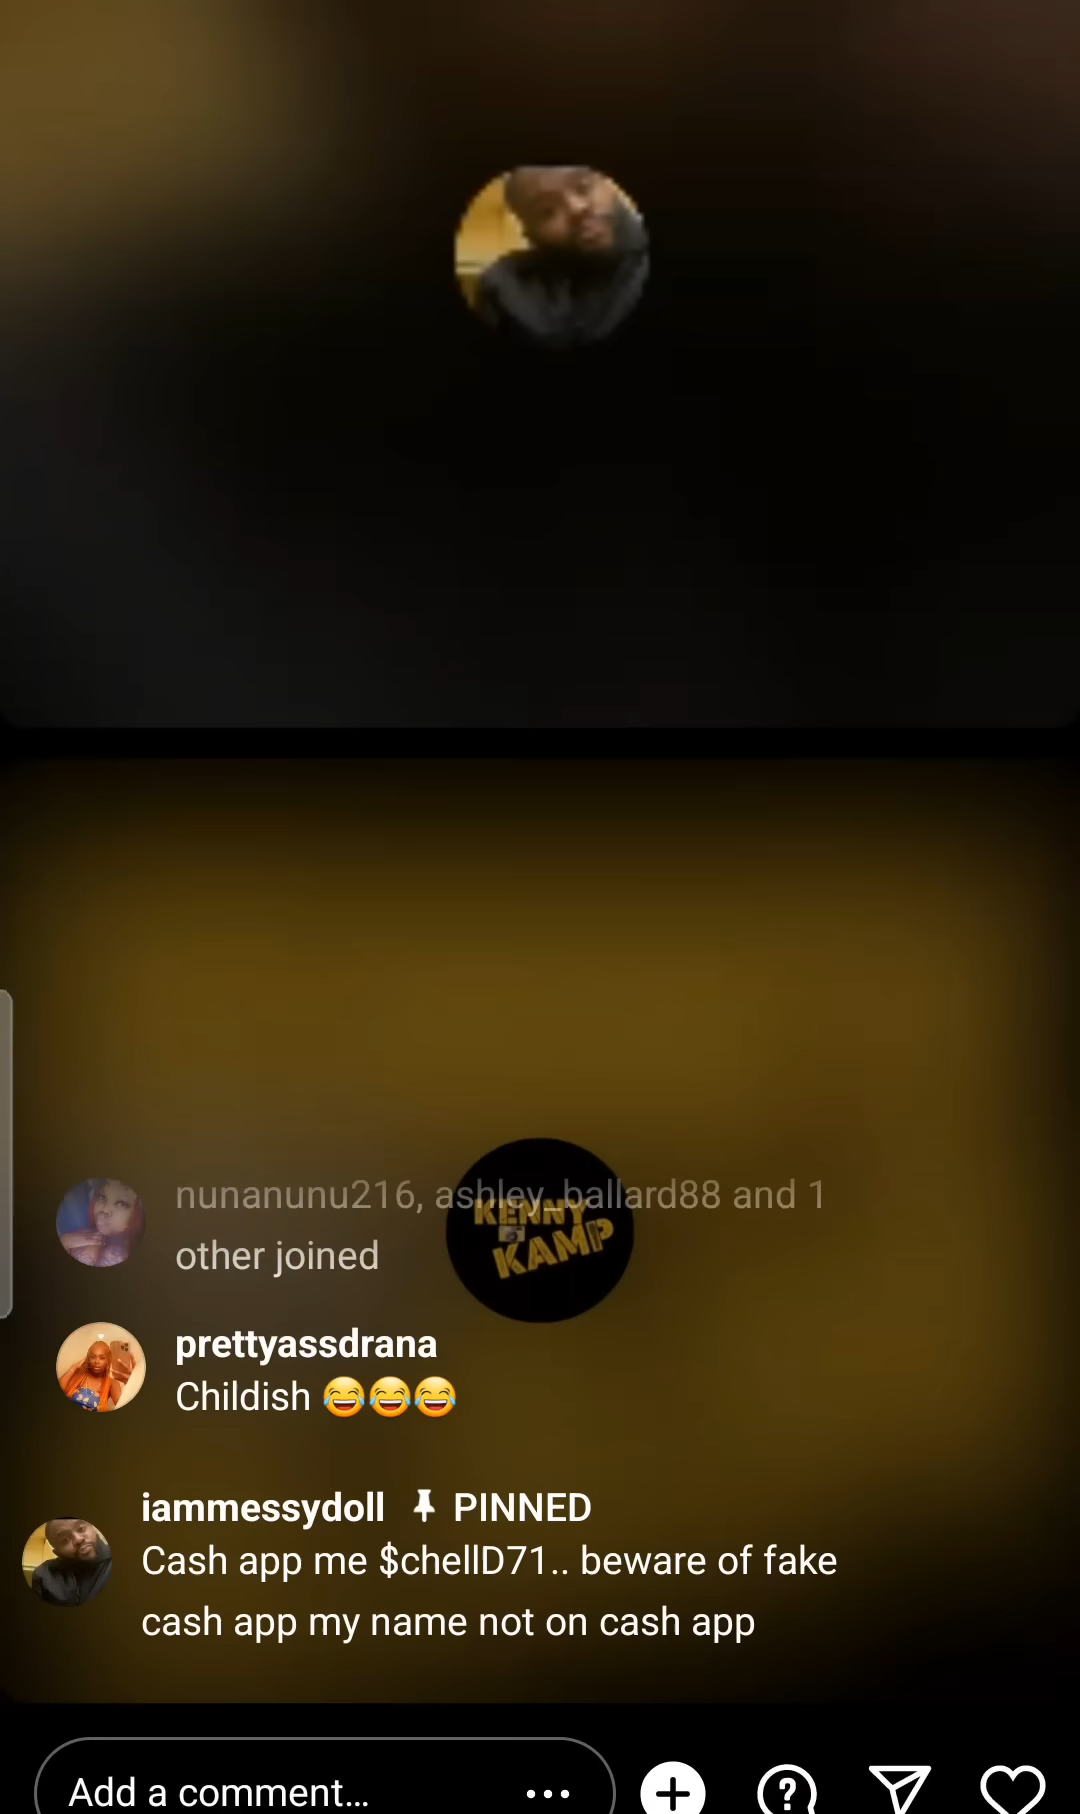 nunanunu216, ashley_ballard88 and 1
KENNY
other joined
KAMP
prettyassdrana
Childish 😂😂😂
iammessydoll 📌 PINNED
Cash app me $chellD71.. beware of fake
cash app my name not on cash app
Add a comment...